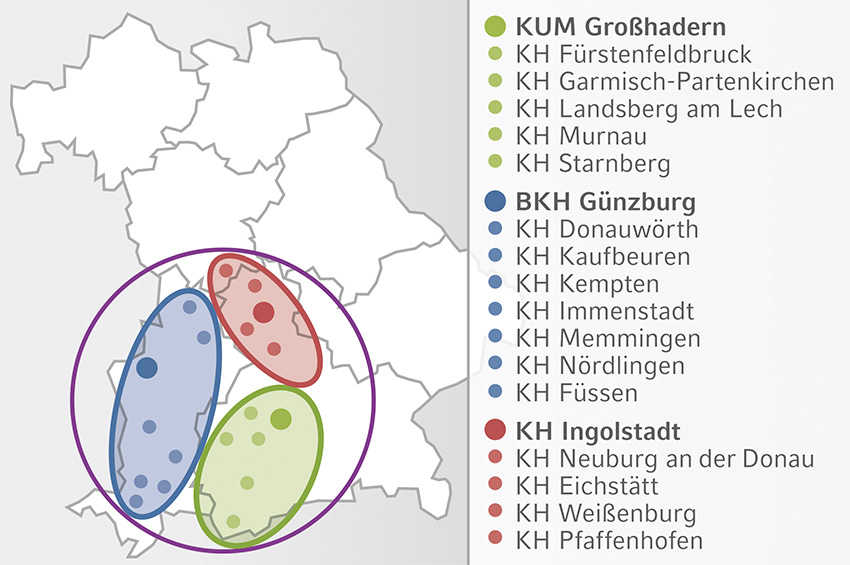 KUM Großhadern
KH Fürstenfeldbruck
KH Garmisch-Partenkirchen
KH Landsberg am Lech
KH Murnau
KH Starnberg
BKH Günzburg
KH Donauwörth
KH Kaufbeuren
KH Kempten
KH Immenstadt
KH Memmingen
KH Nördlingen
KH Füssen
KH Ingolstadt
KH Neuburg an der Donau
KH Eichstätt
KH Weißenburg
KH Pfaffenhofen